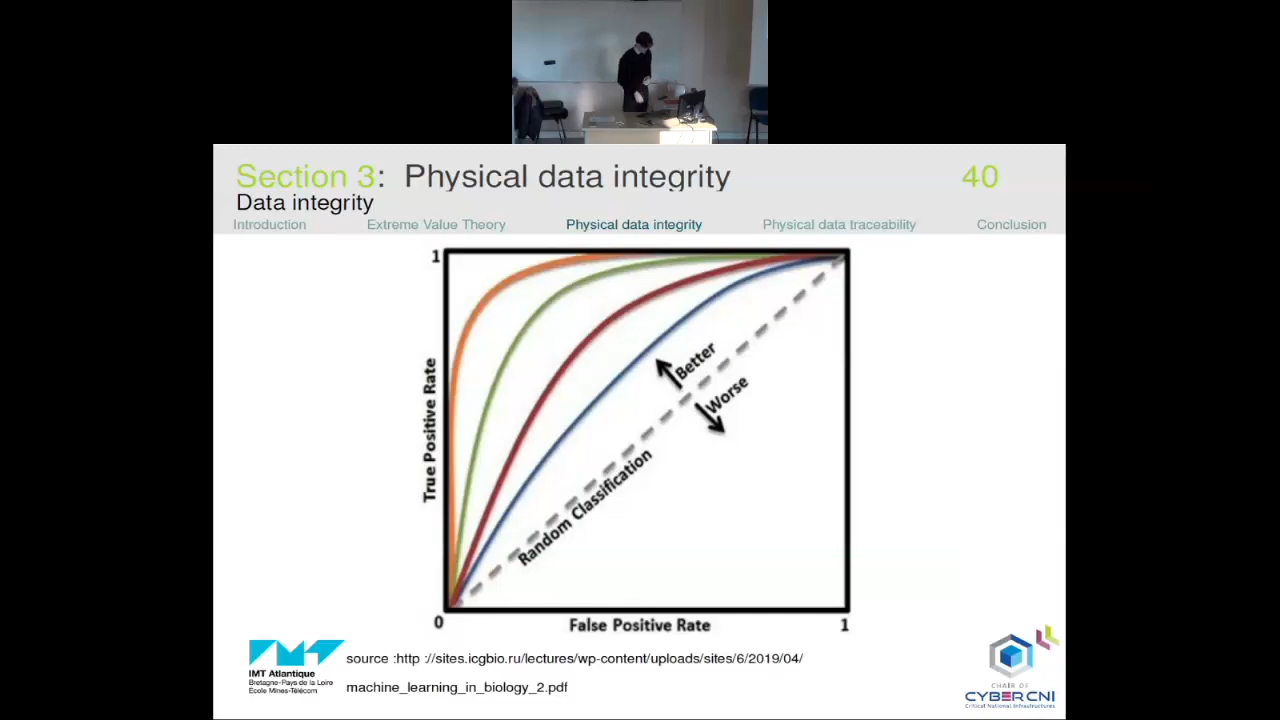 Section 3: Physical data integrity 40
Data integrity
Introduction Extreme Value Theory Physical data integrity Physical data traceability Conclusion
1
True Positive Rate
Better
Worse
Random Classification
0 False Positive Rate 1
source :http ://sites.icgbio.ru/lectures/wp-content/uploads/sites/6/2019/04/
machine_learning_in_biology_2.pdf
IMT Atlantique
Bretagne-Pays de la Loire
École Mines-Télécom
CHAIR OF
CYBERCNI
Critical National Infrastructures